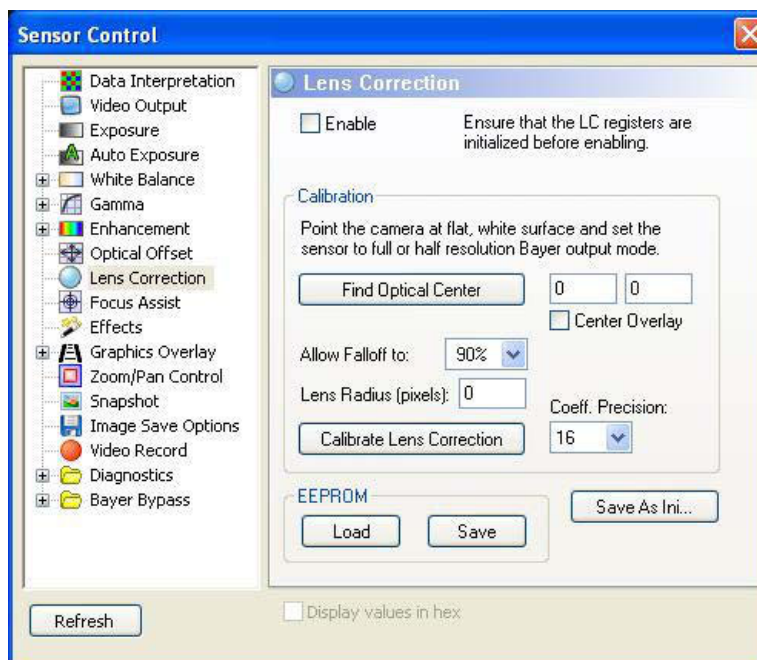 Sensor Control
Data Interpretation
Video Output
Exposure
Auto Exposure
White Balance
Gamma
Enhancement
Optical Offset
Lens Correction
Focus Assist
Effects
Graphics Overlay
Zoom/Pan Control
Snapshot
Image Save Options
Video Record
Diagnostics
Bayer Bypass
Refresh
Lens Correction
Enable
Ensure that the LC registers are
initialized before enabling.
Calibration
Point the camera at flat, white surface and set the
sensor to full or half resolution Bayer output mode.
Find Optical Center 0 0
Center Overlay
Allow Falloff to: 90%
Lens Radius (pixels): 0
Coeff. Precision:
Calibrate Lens Correction 16
EEPROM
Load Save
Save As Ini...
Display values in hex